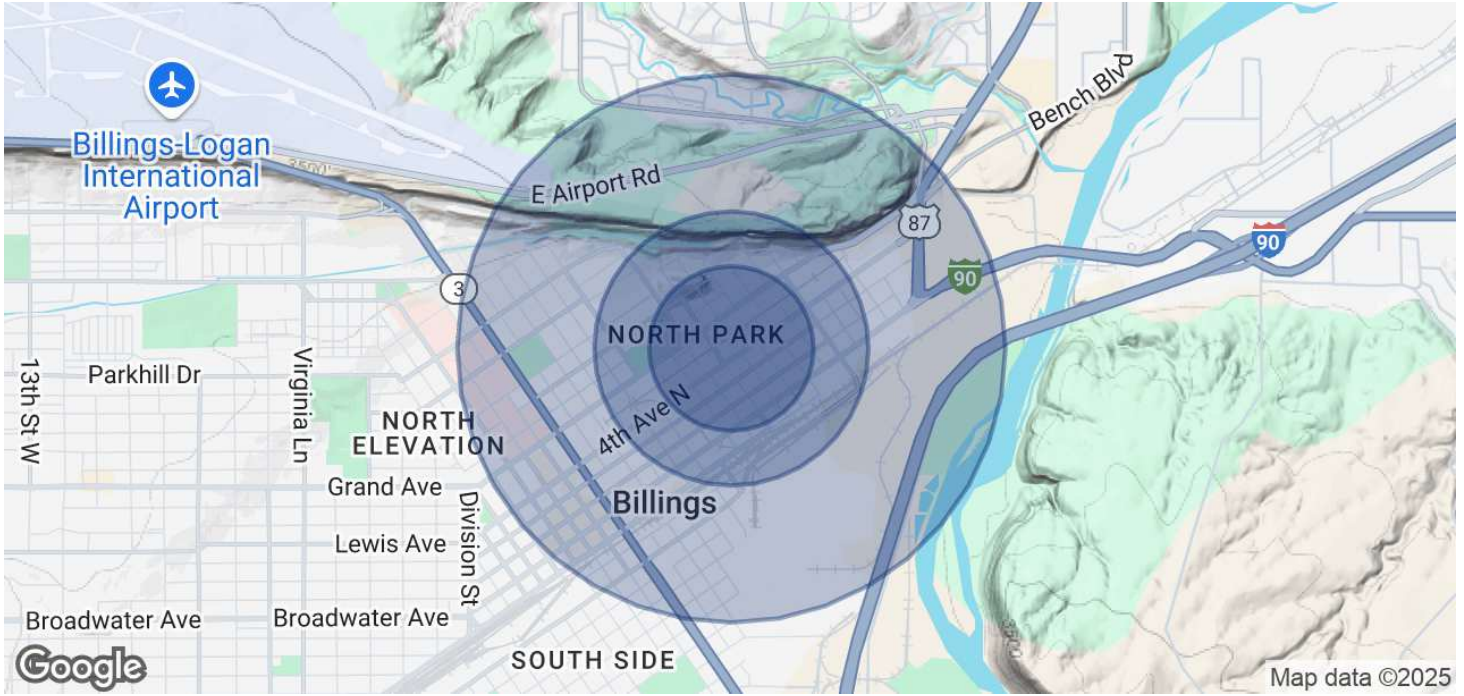 Billings-Logan
International
Airport
3500'
E Airport Rd
Bench Blvd
87
90
90
3
NORTH PARK
13th St W
Parkhill Dr
Virginia Ln
NORTH
ELEVATION
4th Ave N
Grand Ave
Division St
Billings
Lewis Ave
Broadwater Ave
Broadwater Ave
SOUTH SIDE
3500'
Google
Map data ©2025